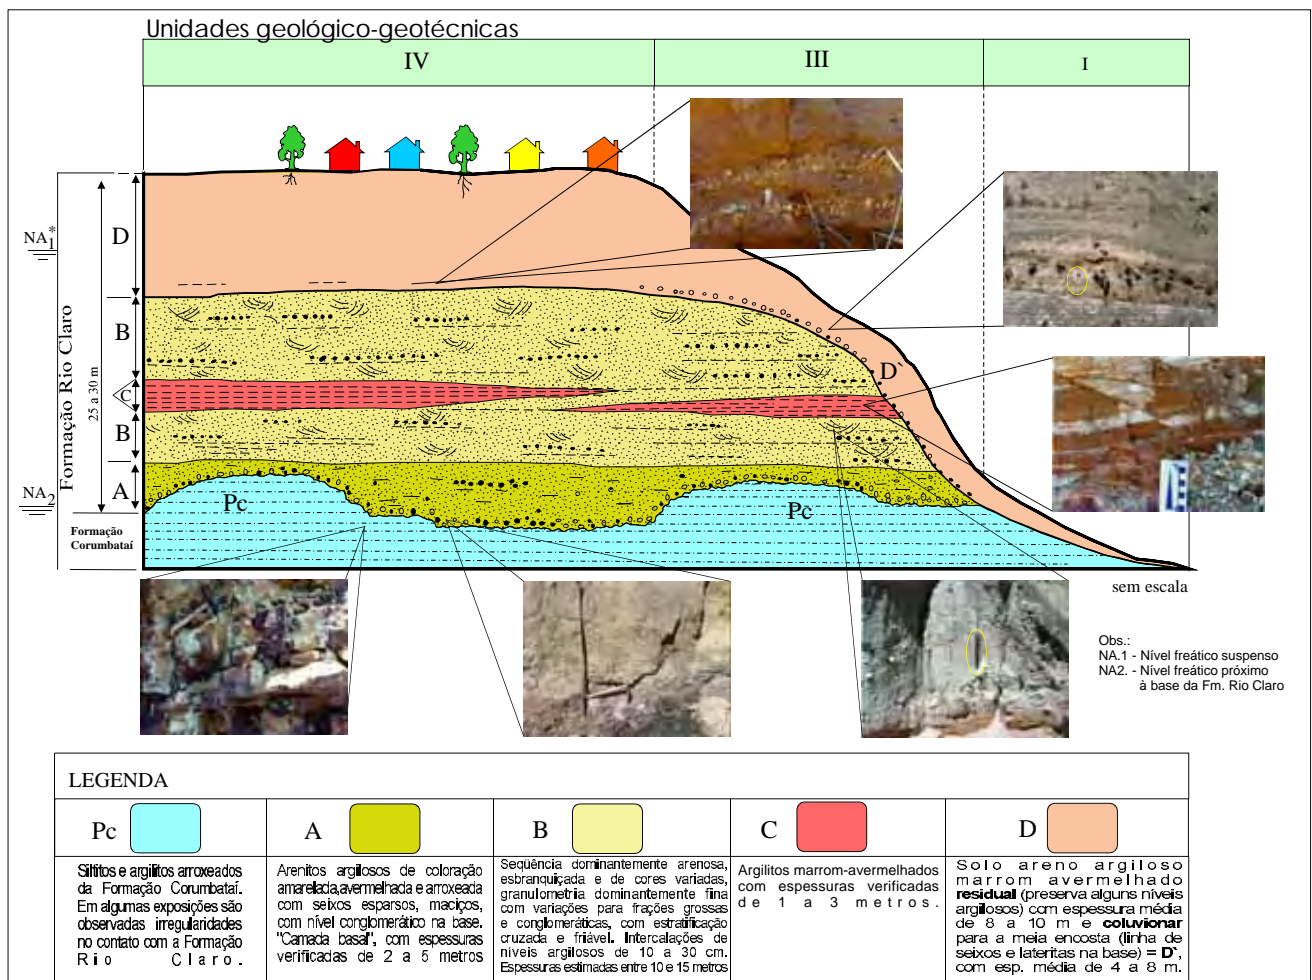 Unidades geológico-geotécnicas
IV
III
I
NA1*
NA2
Formação Rio Claro
25 a 30 m
Formação
Corumbataí
D
B
C
B
A
Pc
Pc
D`
sem escala
Obs.:
NA.1 - Nível freático suspenso
NA2. - Nível freático próximo
à base da Fm. Rio Claro
LEGENDA
Pc
Siltitos e argilitos arroxeados
da Formação Corumbataí.
Em algumas exposições são
observadas irregularidades
no contato com a Formação
Rio Claro.
A
Arenitos argilosos de coloração
amarelada,avermelhada e arroxeada
com seixos esparsos, maciços,
com nível conglomerático na base.
"Camada basal", com espessuras
verificadas de 2 a 5 metros
B
Seqüência dominantemente arenosa,
esbranquiçada e de cores variadas,
granulometria dominantemente fina
com variações para frações grossas
e conglomeráticas, com estratificação
cruzada e friável. Intercalações de
níveis argilosos de 10 a 30 cm.
Espessuras estimadas entre 10 e 15 metros
C
Argilitos marrom-avermelhados
com espessuras verificadas
de 1 a 3 metros.
D
Solo areno argiloso
marrom avermelhado
residual (preserva alguns níveis
argilosos) com espessura média
de 8 a 10 m e coluvionar
para a meia encosta (linha de
seixos e lateritas na base) = D`,
com esp. média de 4 a 8 m.